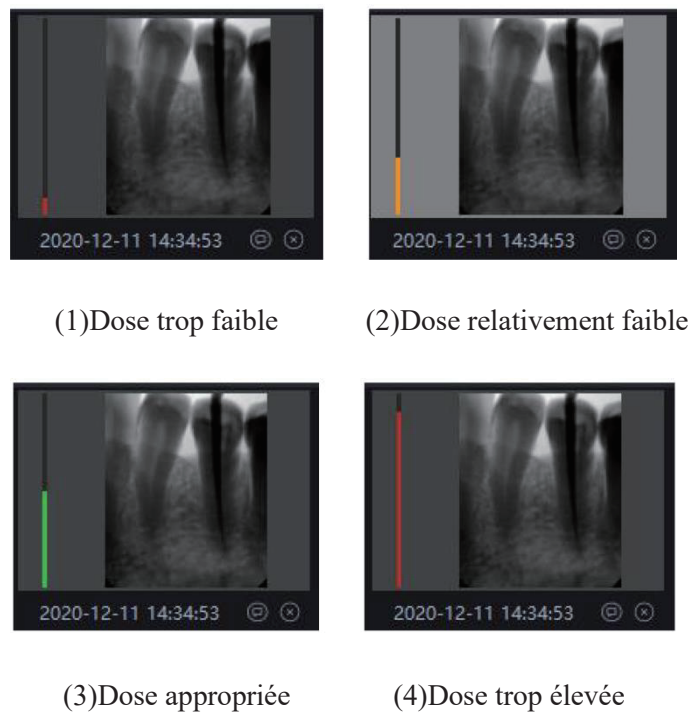 2020-12-11 14:34:53
2020-12-11 14:34:53
(1)Dose trop faible
(2)Dose relativement faible
2020-12-11 14:34:53
2020-12-11 14:34:53
(3)Dose appropriée
(4)Dose trop élevée